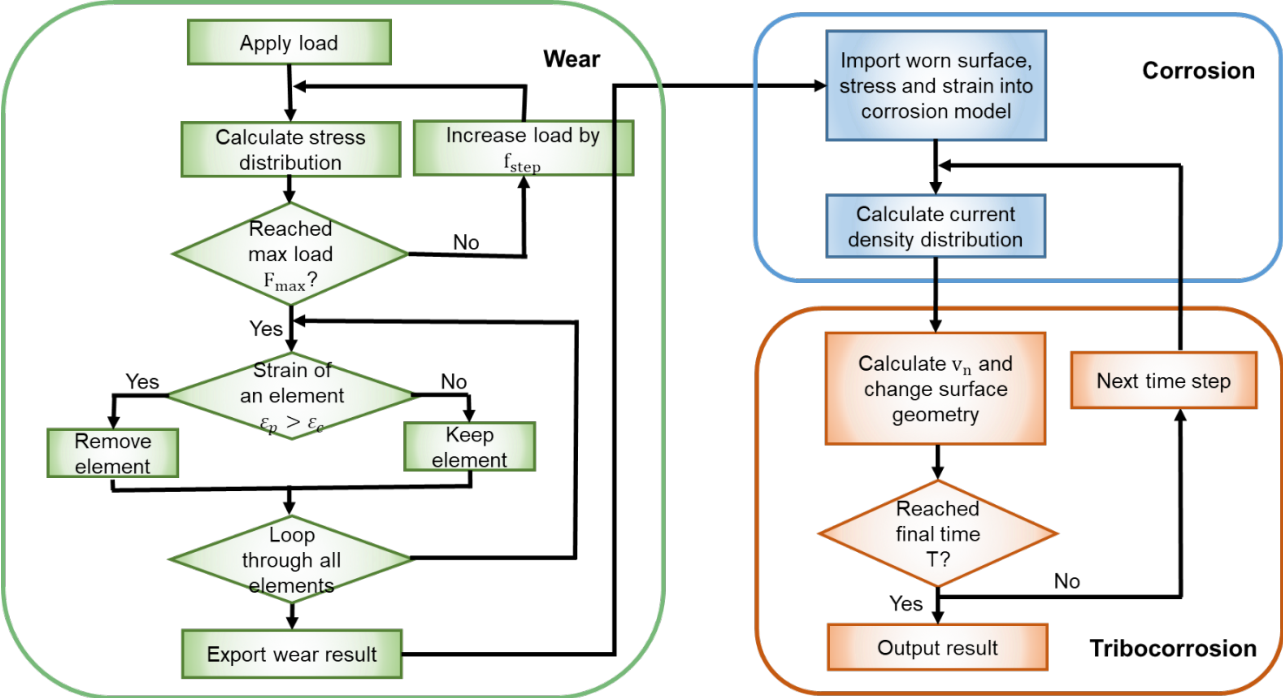 Apply load
Wear
Calculate stress
distribution
Increase load by
f_step
Reached
max load
F_max?
No
Yes
Strain of
an element
ε_p > ε_c
Yes
No
Remove
element
Keep
element
Loop
through all
elements
Export wear result
Import worn surface,
stress and strain into
corrosion model
Corrosion
Calculate current
density distribution
Calculate v_n and
change surface
geometry
Next time step
Reached
final time
T?
No
Yes
Output result
Tribocorrosion